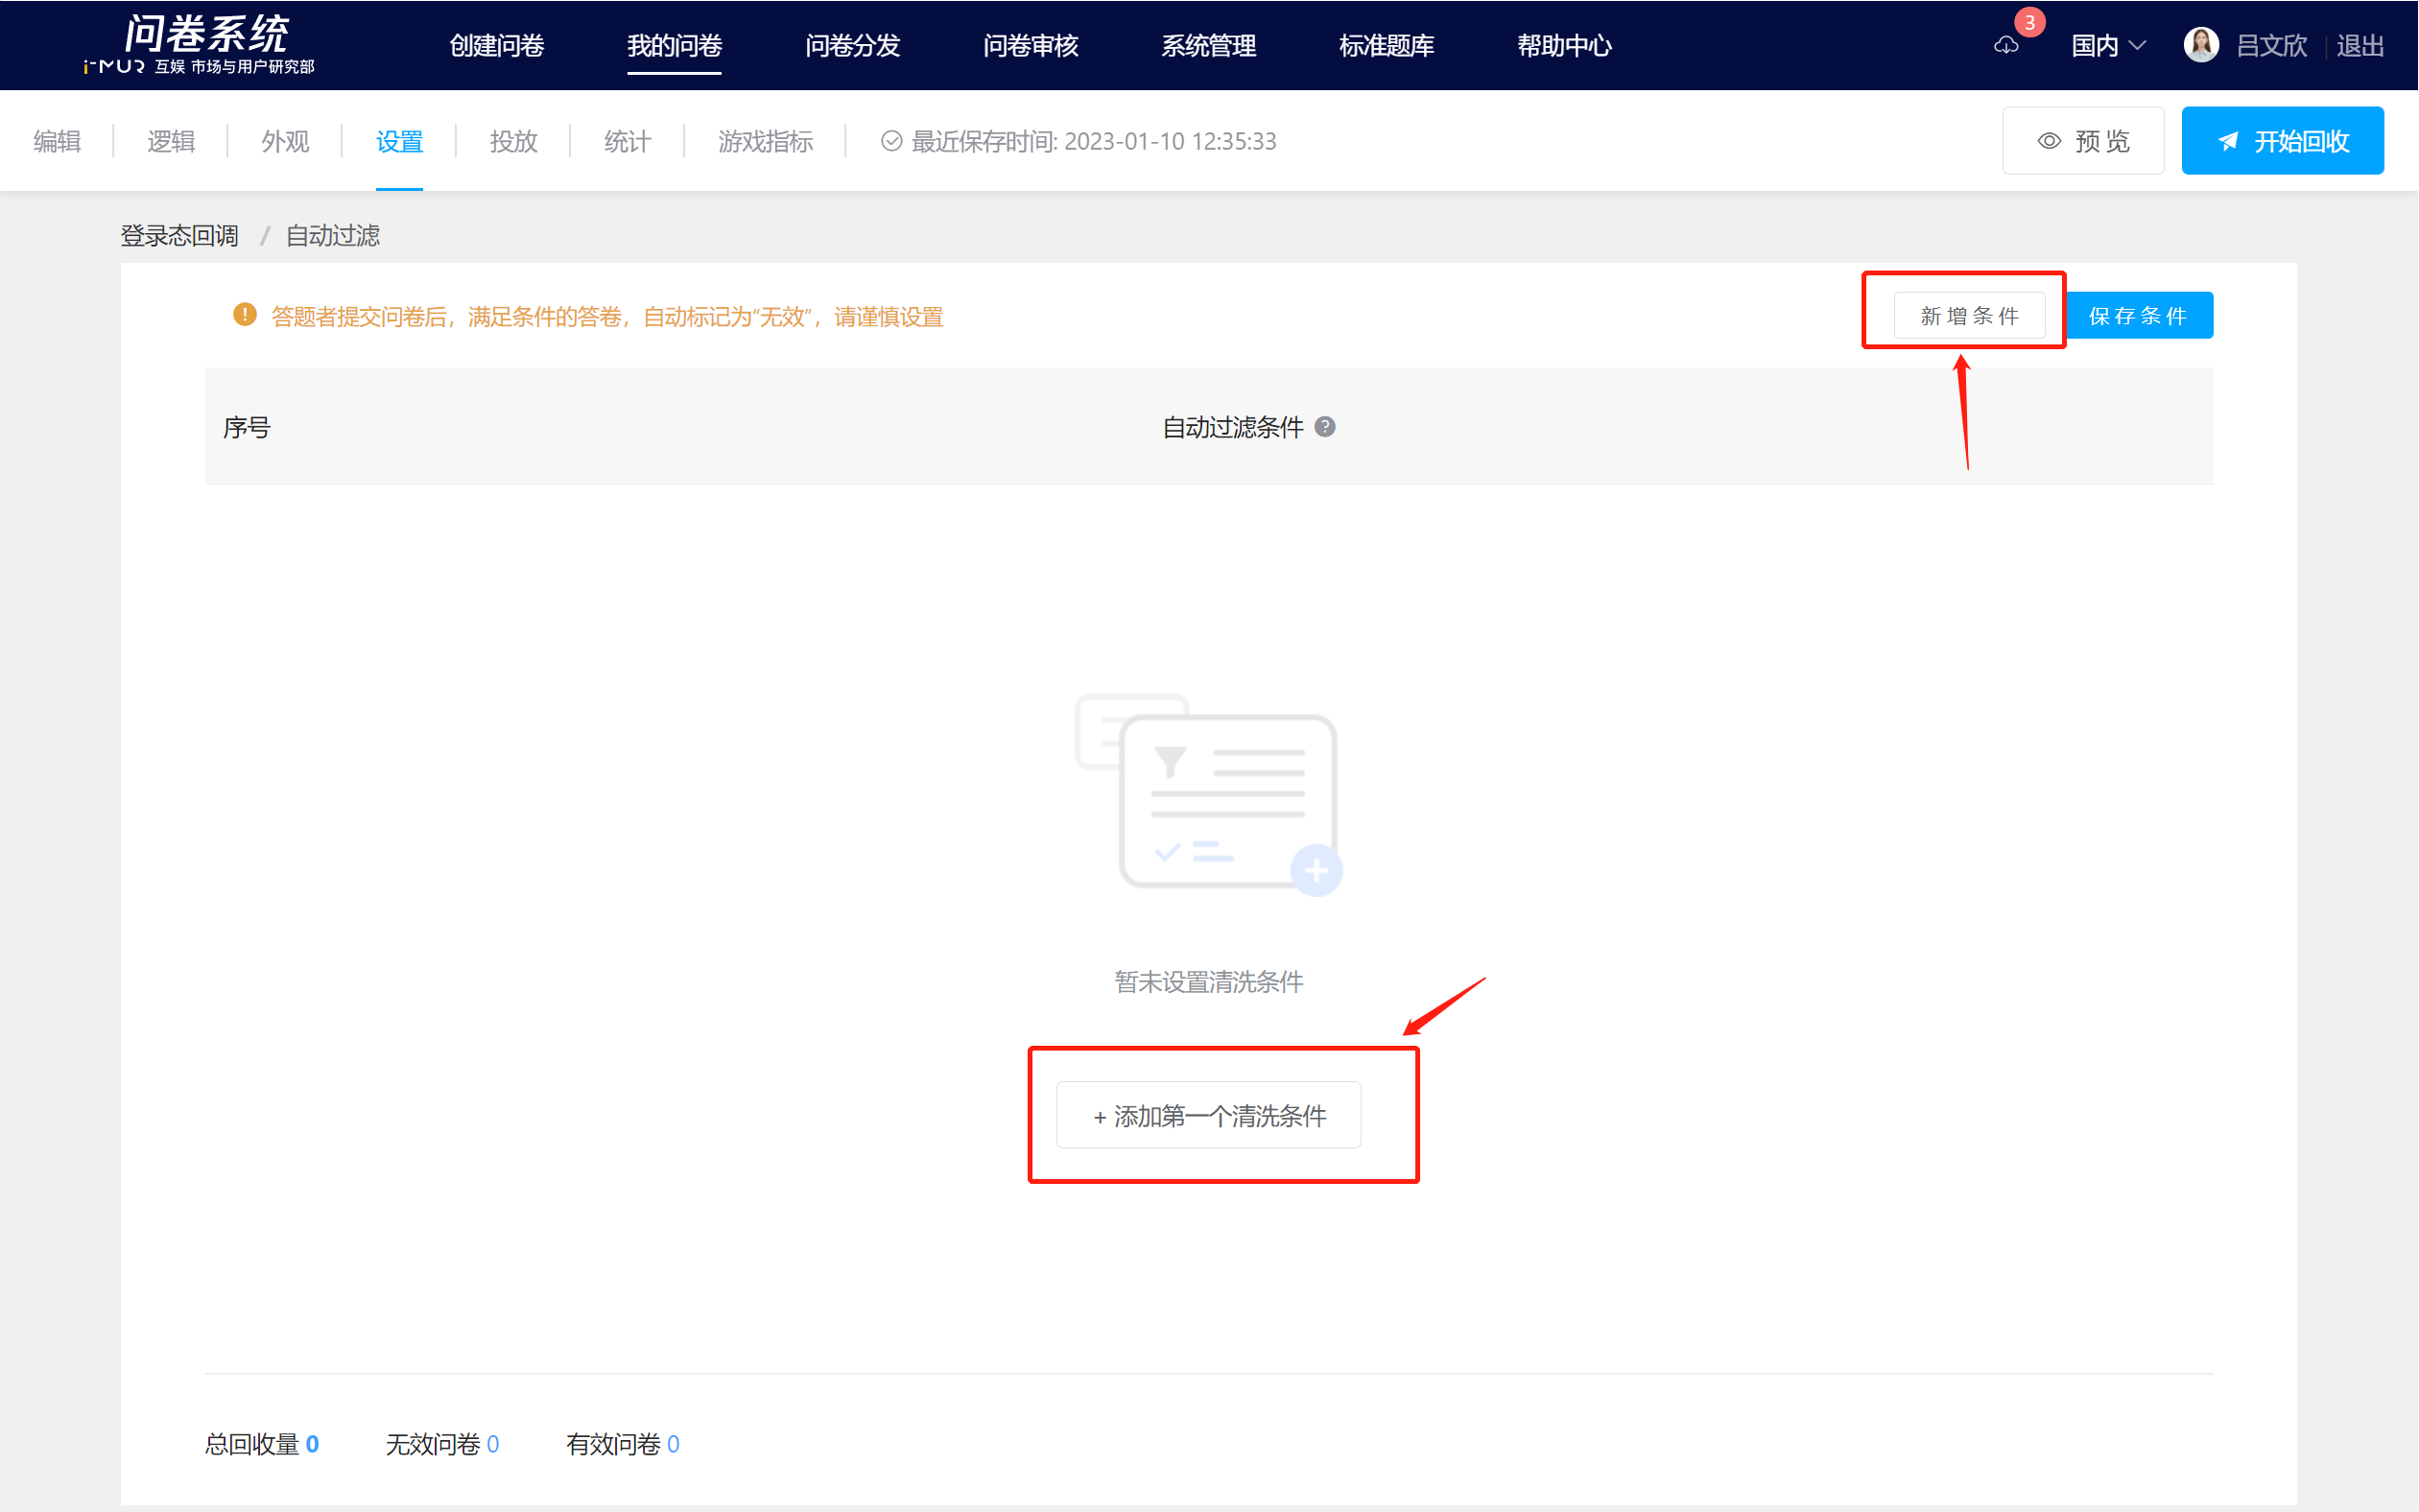 问卷系统
i-MUR 互娱 市场与用户研究部
创建问卷
我的问卷
问卷分发
问卷审核
系统管理
标准题库
帮助中心
3
国内
吕文欣
退出
编辑
逻辑
外观
设置
投放
统计
游戏指标
最近保存时间: 2023-01-10 12:35:33
预 览
开始回收
登录态回调 / 自动过滤
答题者提交问卷后，满足条件的答卷，自动标记为“无效”，请谨慎设置
新增条件
保存条件
序号
自动过滤条件 ?
暂未设置清洗条件
+ 添加第一个清洗条件
总回收量 0
无效问卷 0
有效问卷 0